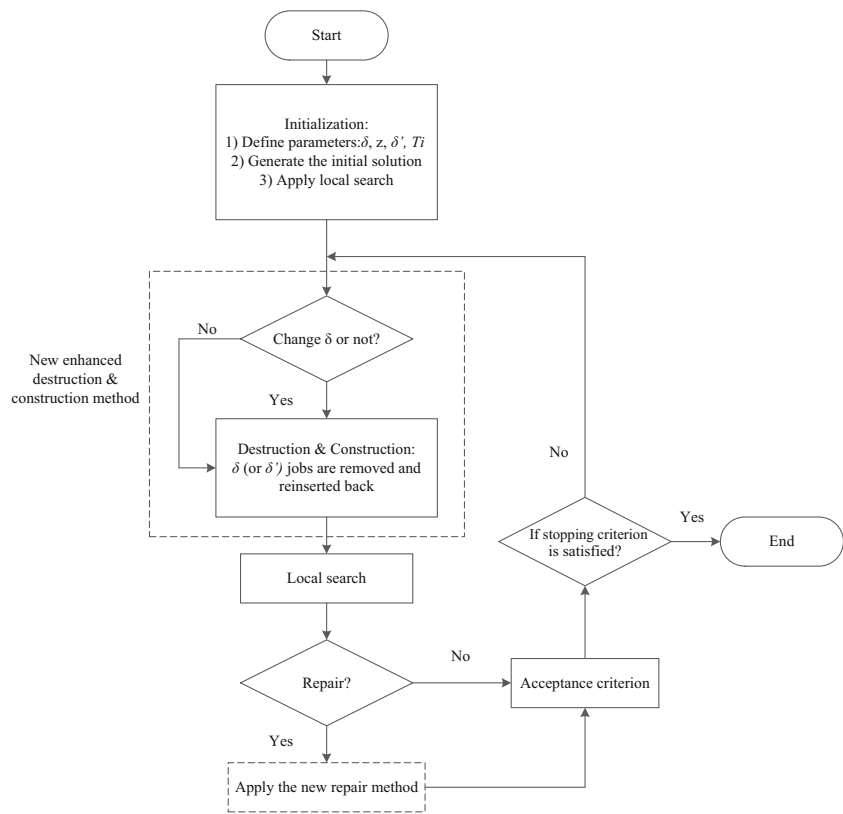 Start
Initialization:
1) Define parameters:δ, z, δ’, Ti
2) Generate the initial solution
3) Apply local search
No
Change δ or not?
New enhanced
destruction &
construction method
Yes
Destruction & Construction:
δ (or δ’) jobs are removed and
reinserted back
No
If stopping criterion
is satisfied?
Yes
End
Local search
Repair?
No
Acceptance criterion
Yes
Apply the new repair method